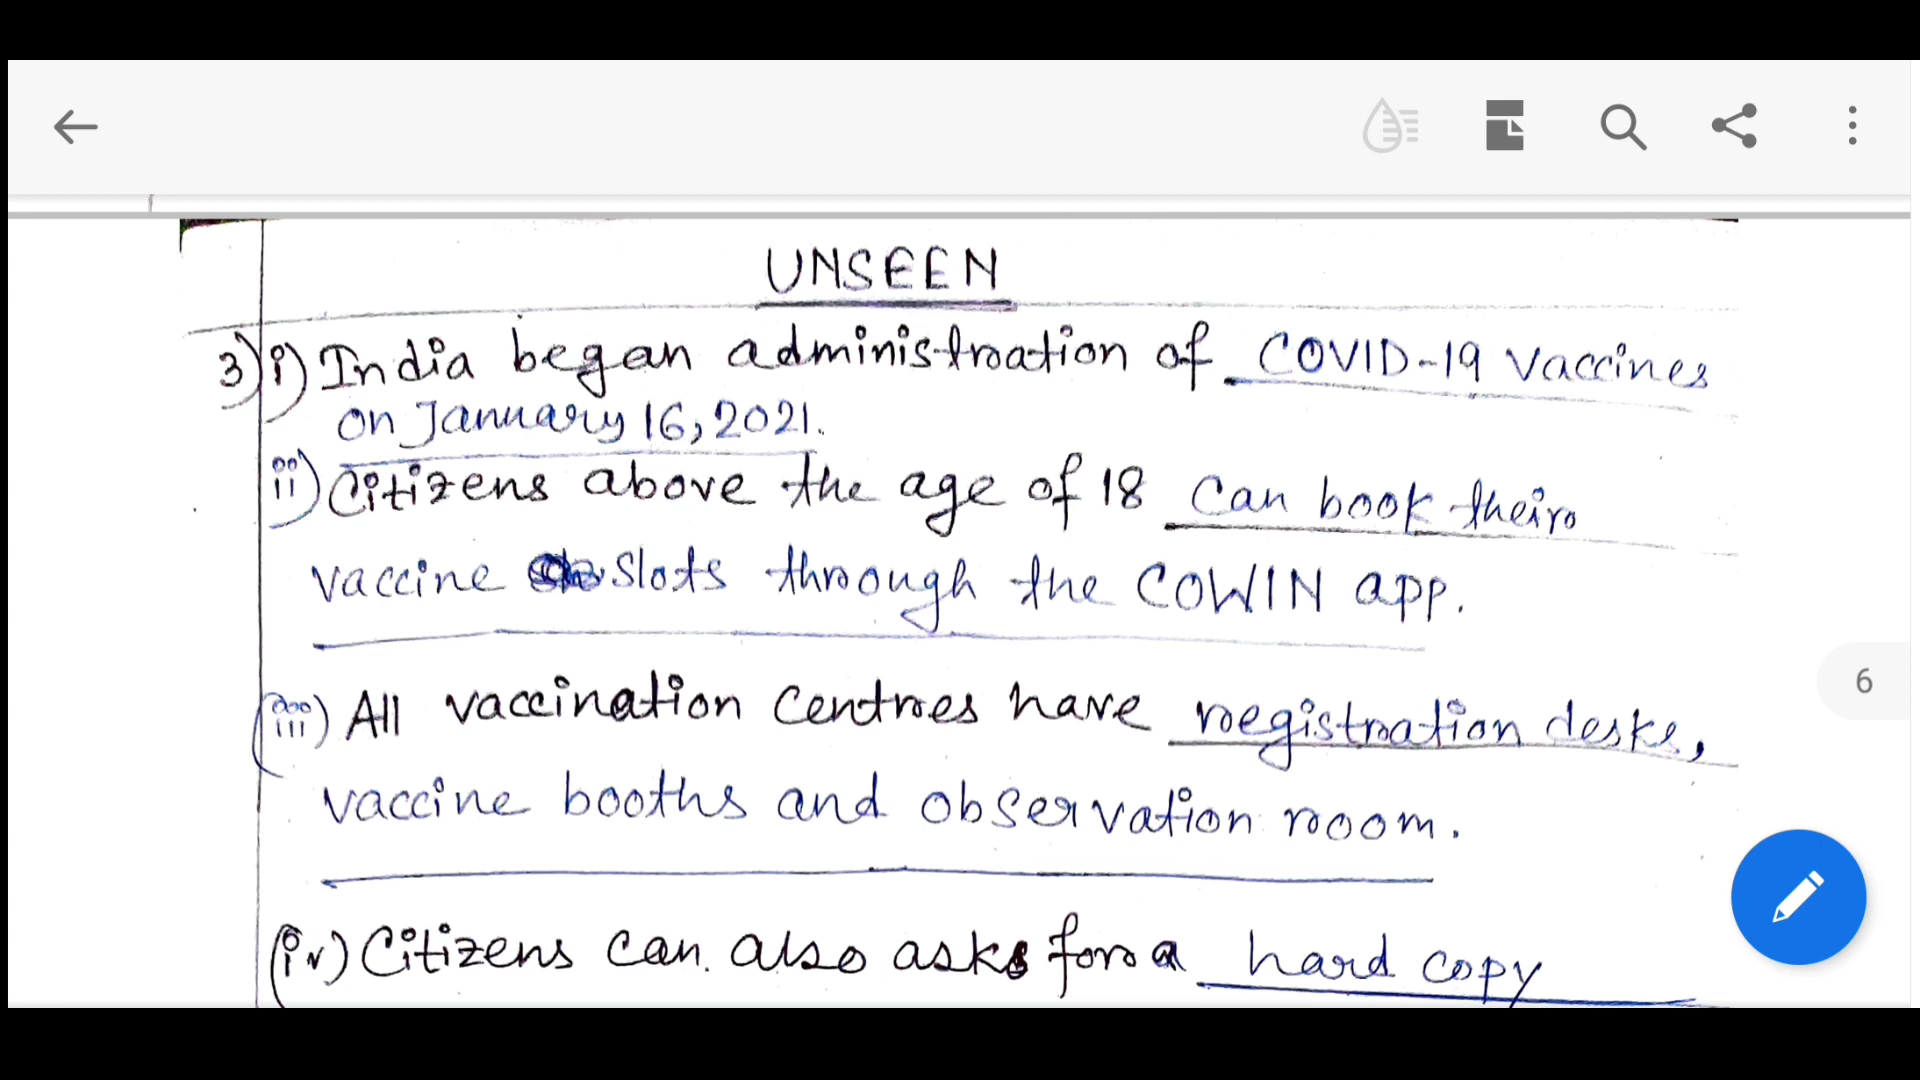 UNSEEN
3) i) India began administration of COVID-19 vaccines
on January 16, 2021.
ii) Citizens above the age of 18 can book their
vaccine slots through the COWIN app.
6
iii) All vaccination centres have registration desks,
vaccine booths and observation room.
(iv) Citizens can also ask for a hard copy